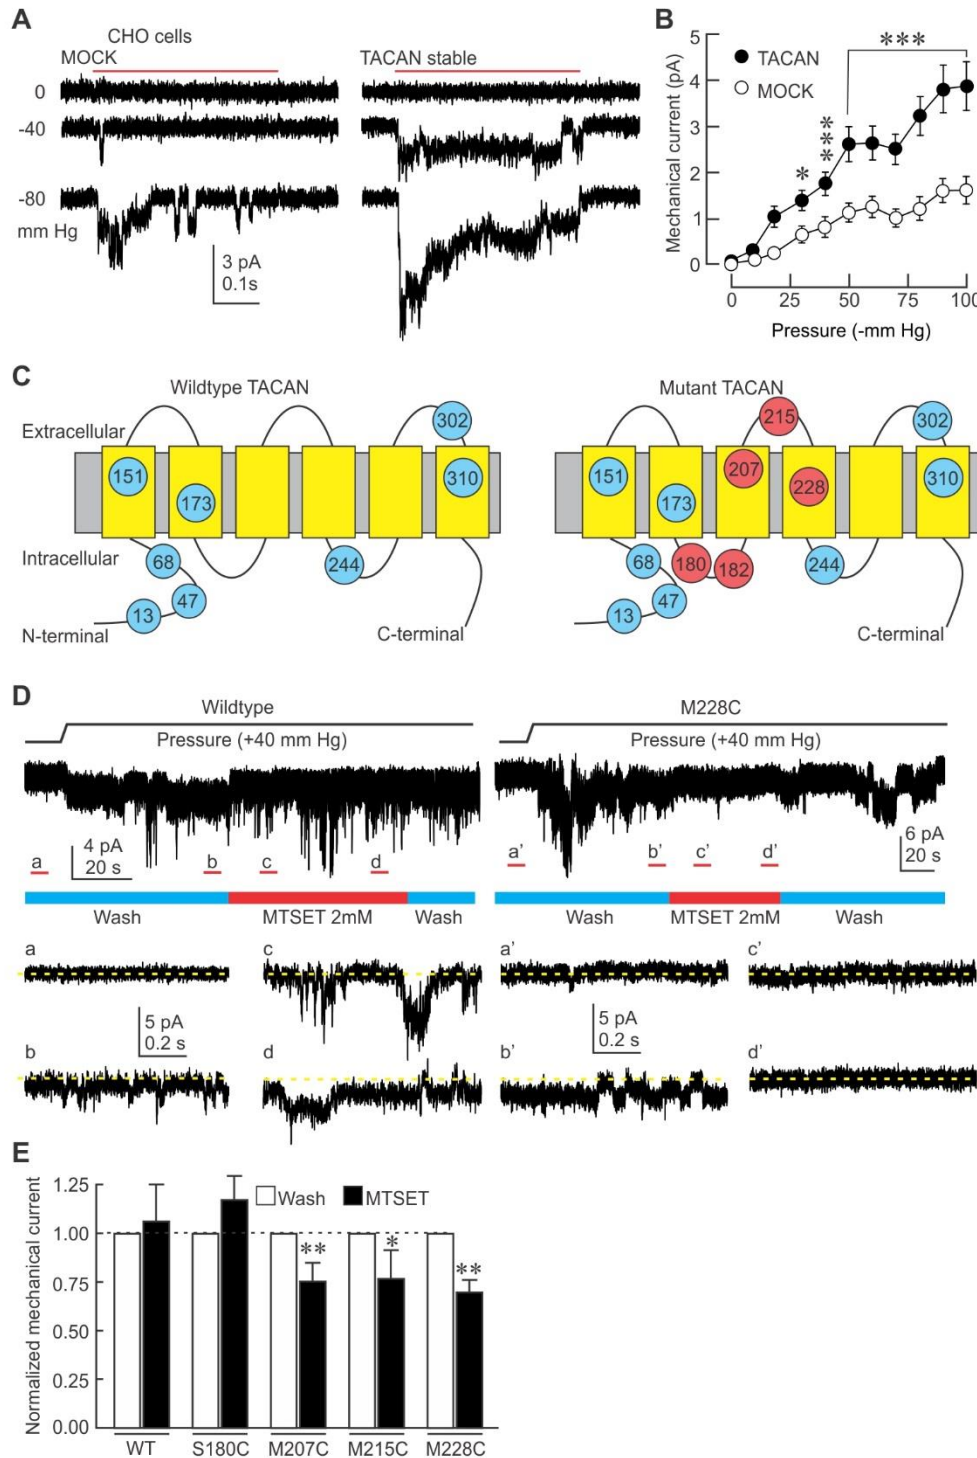 A
CHO cells
MOCK
TACAN stable
0
-40
-80
mm Hg
3 pA
0.1s
B
Mechanical current (pA)
5
4
3
2
1
0
TACAN
MOCK
*
***
***
0 25 50 75 100
Pressure (-mm Hg)
C
Wildtype TACAN
Extracellular
Intracellular
N-terminal
C-terminal
151
173
302
310
68
47
13
244
Mutant TACAN
215
302
151
207
228
310
173
68
180
182
244
47
13
C-terminal
D
Wildtype
Pressure (+40 mm Hg)
a
4 pA
20 s
b
c
d
Wash
MTSET 2mM
Wash
M228C
Pressure (+40 mm Hg)
a'
b'
c'
d'
6 pA
20 s
Wash
MTSET 2mM
Wash
a
5 pA
0.2 s
b
c
d
a'
5 pA
0.2 s
b'
c'
d'
E
Normalized mechanical current
1.25
1.00
0.75
0.50
0.25
0.00
Wash
MTSET
**
*
**
WT S180C M207C M215C M228C